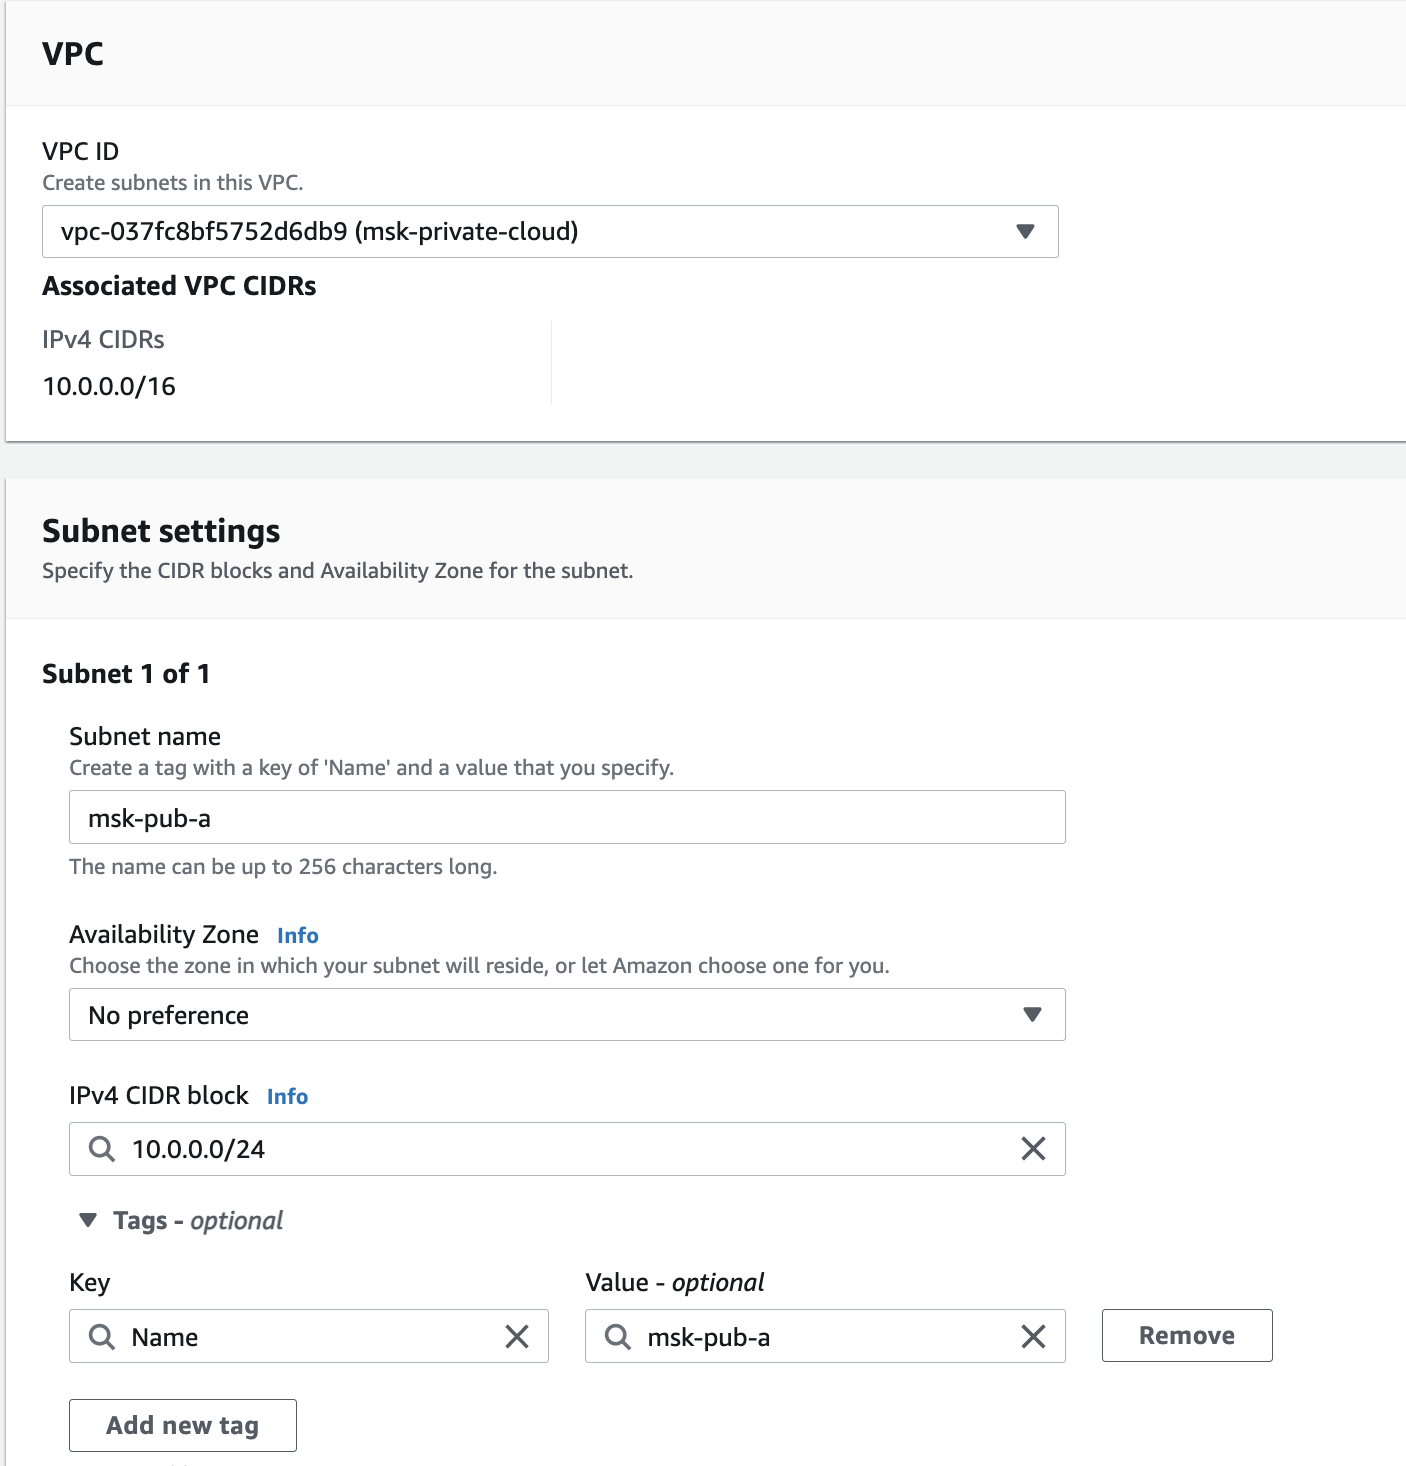 VPC
VPC ID
Create subnets in this VPC.
vpc-037fc8bf5752d6db9 (msk-private-cloud)
Associated VPC CIDRs
IPv4 CIDRs
10.0.0.0/16
Subnet settings
Specify the CIDR blocks and Availability Zone for the subnet.
Subnet 1 of 1
Subnet name
Create a tag with a key of 'Name' and a value that you specify.
msk-pub-a
The name can be up to 256 characters long.
Availability Zone Info
Choose the zone in which your subnet will reside, or let Amazon choose one for you.
No preference
IPv4 CIDR block Info
10.0.0.0/24
Tags - optional
Key Value - optional
Name msk-pub-a Remove
Add new tag